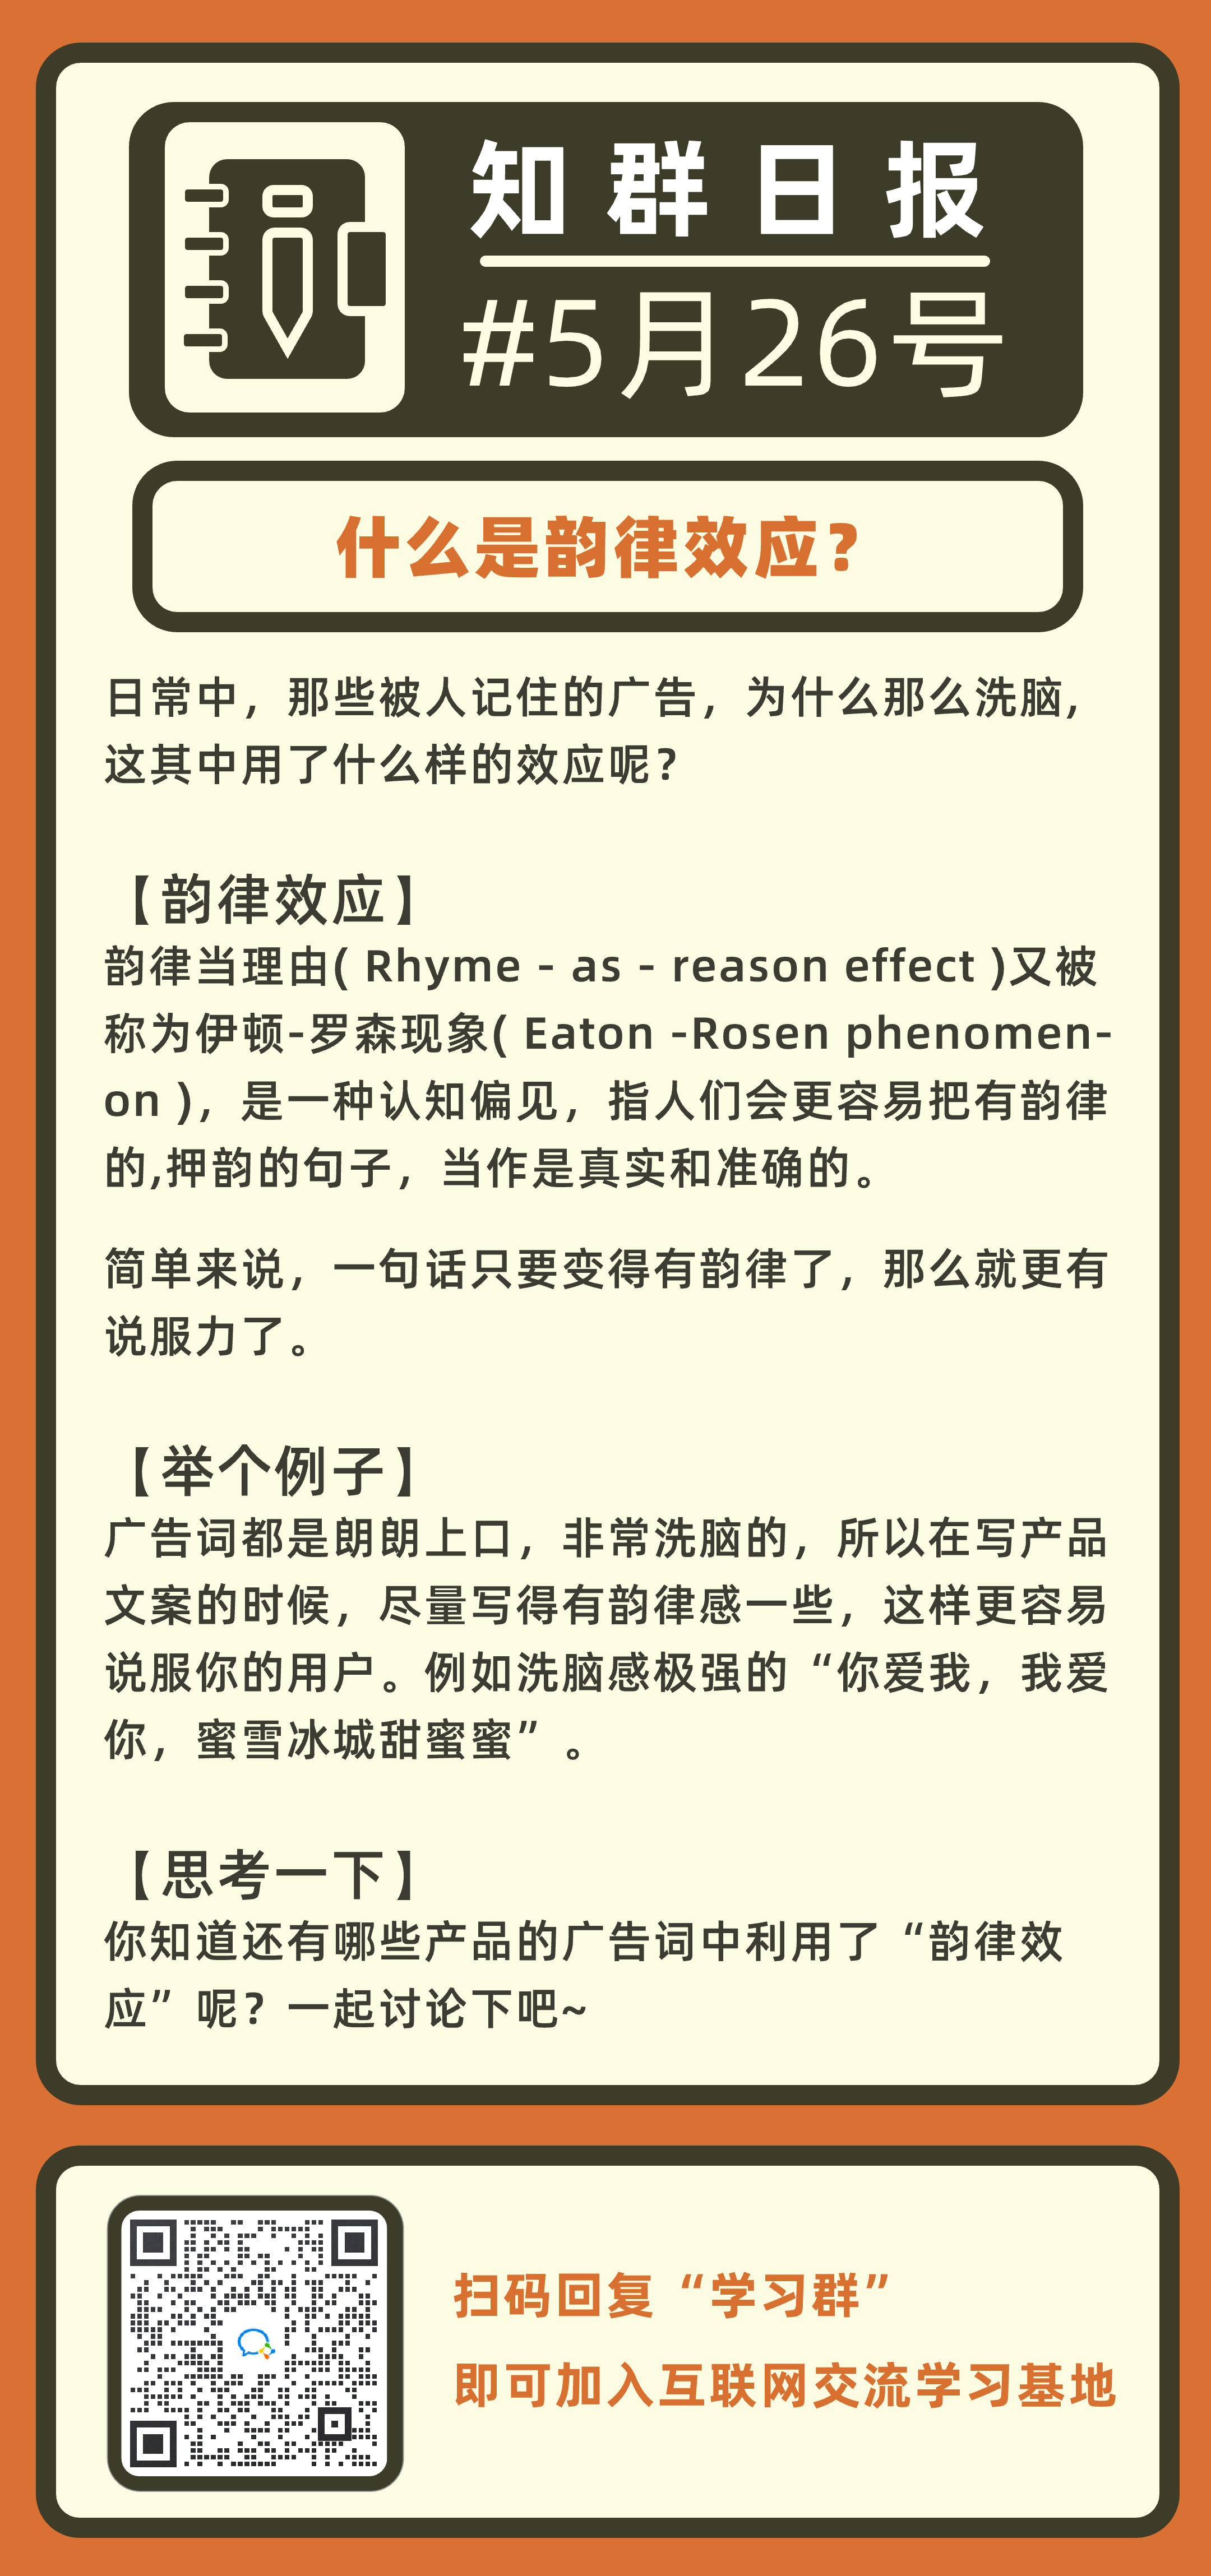 知群日报
#5月26号
什么是韵律效应?
日常中，那些被人记住的广告，为什么那么洗脑，
这其中用了什么样的效应呢?
【韵律效应】
韵律当理由( Rhyme - as - reason effect )又被
称为伊顿-罗森现象( Eaton -Rosen phenomen-
on )，是一种认知偏见，指人们会更容易把有韵律
的,押韵的句子，当作是真实和准确的。
简单来说，一句话只要变得有韵律了，那么就更有
说服力了。
【举个例子】
广告词都是朗朗上口，非常洗脑的，所以在写产品
文案的时候，尽量写得有韵律感一些，这样更容易
说服你的用户。例如洗脑感极强的“你爱我，我爱
你，蜜雪冰城甜蜜蜜”。
【思考一下】
你知道还有哪些产品的广告词中利用了“韵律效
应”呢? 一起讨论下吧~
扫码回复“学习群”
即可加入互联网交流学习基地